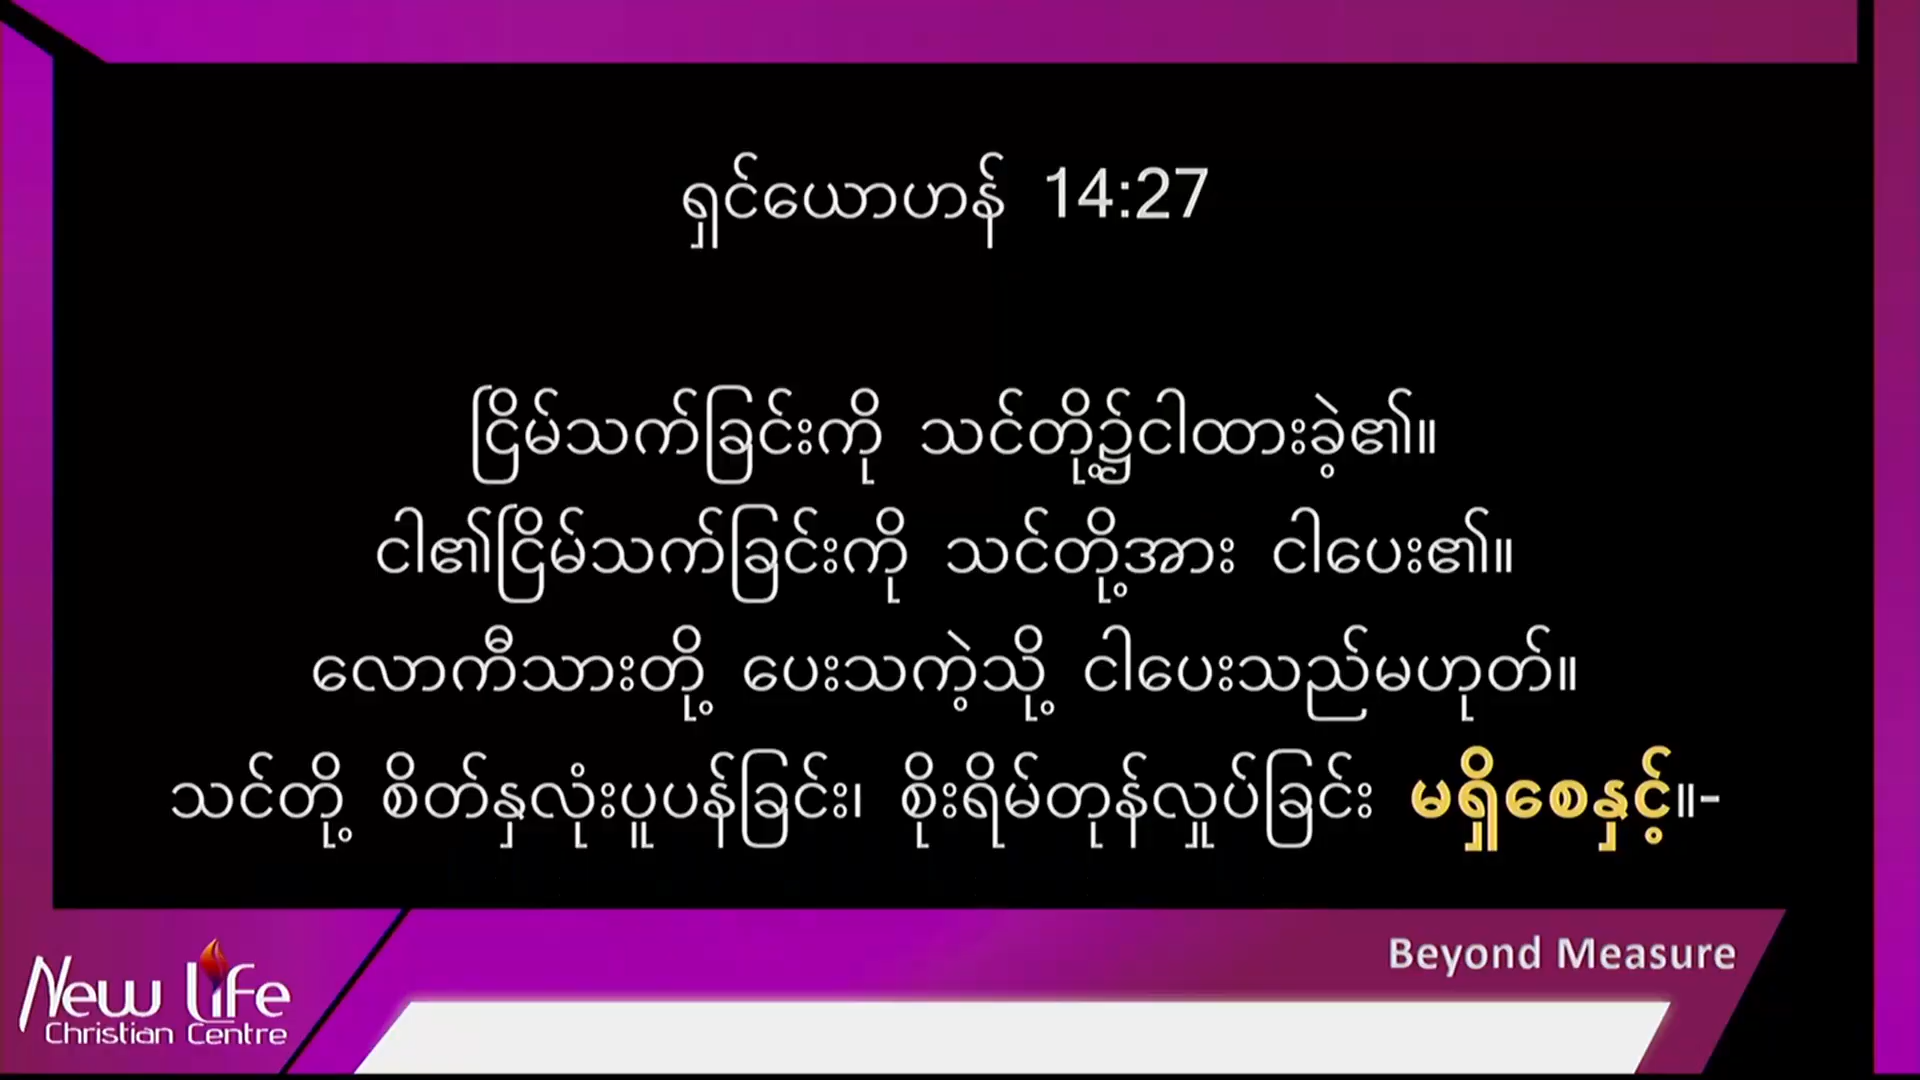 ရှင်ယောဟန် 14:27
ငြိမ်သက်ခြင်းကို သင်တို့၌ငါထားခဲ့၏။
ငါ၏ငြိမ်သက်ခြင်းကို သင်တို့အား ငါပေး၏။
လောကီသားတို့ ပေးသကဲ့သို့ ငါပေးသည်မဟုတ်။
သင်တို့ စိတ်နှလုံးပူပန်ခြင်း၊ စိုးရိမ်တုန်လှုပ်ခြင်း မရှိစေနှင့်။-
Beyond Measure
New Life
Christian Centre